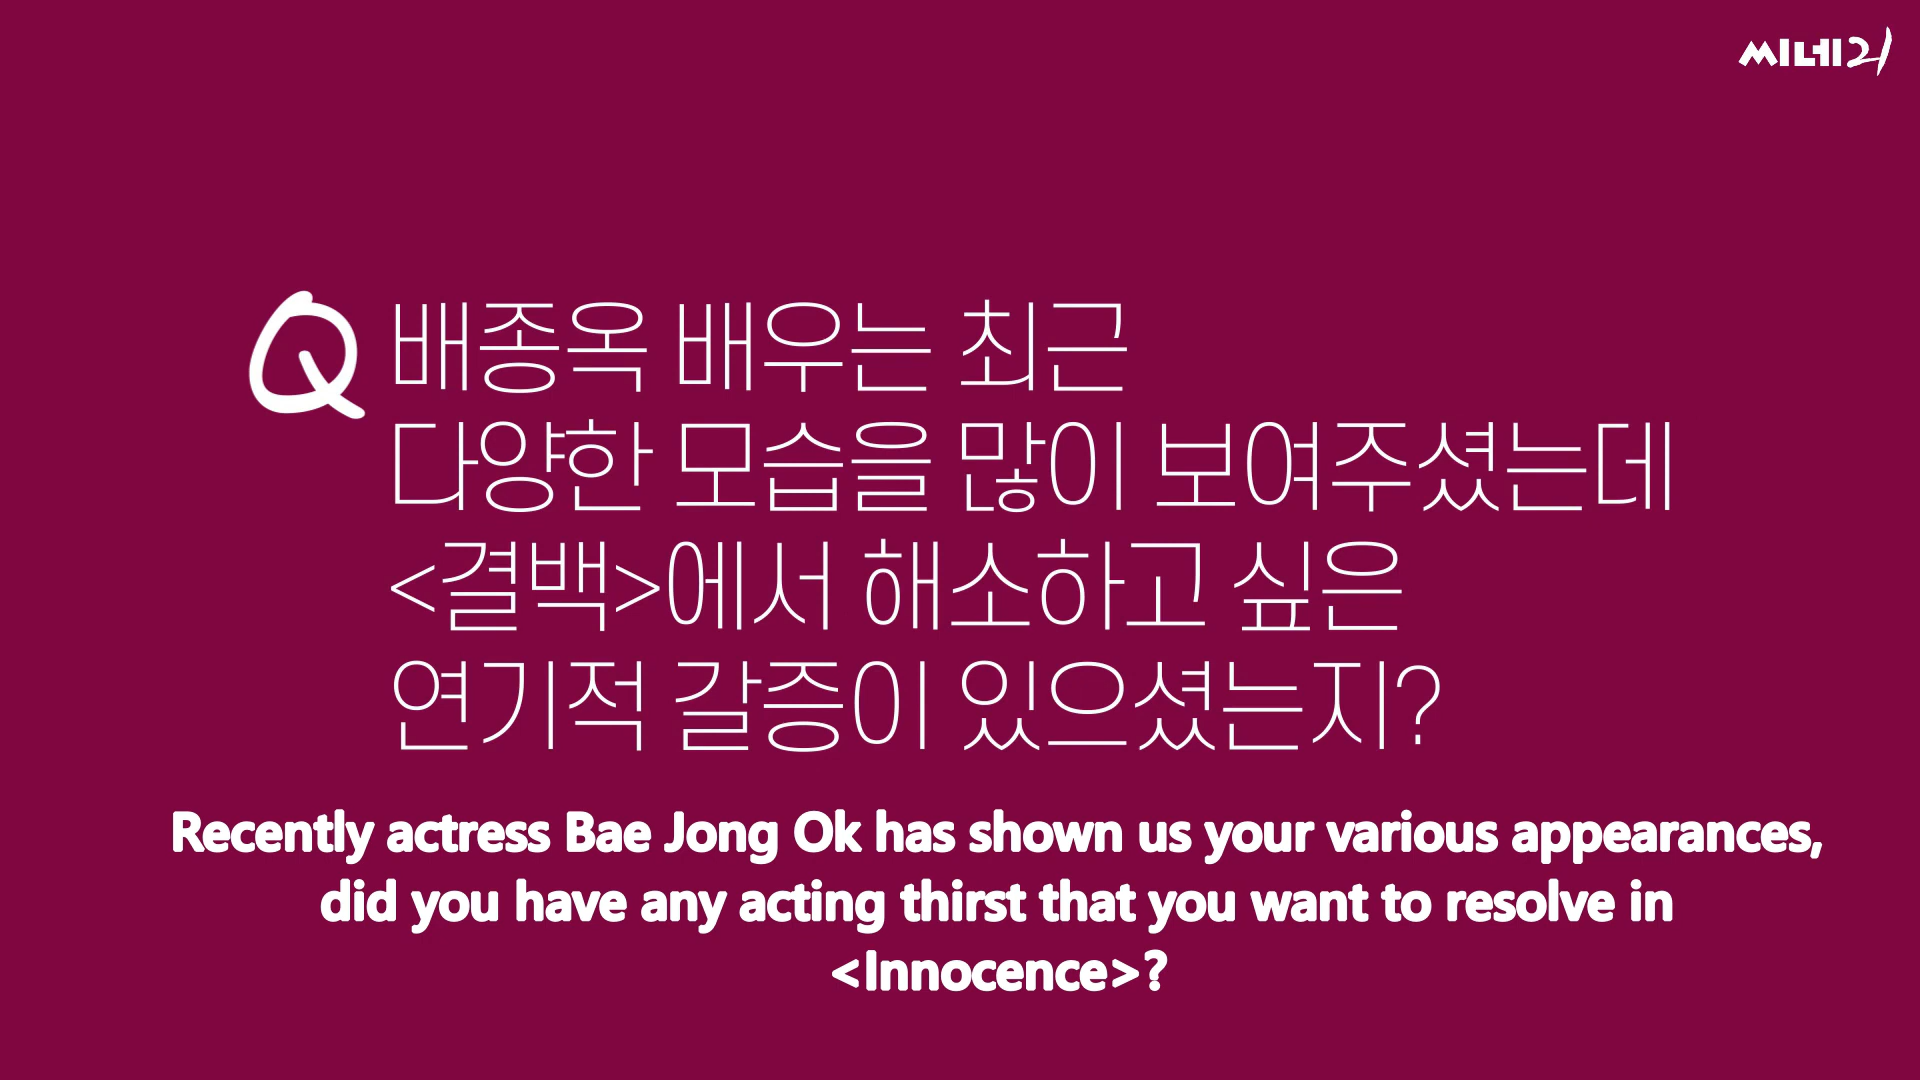 씨네21
Q 배종옥 배우는 최근
다양한 모습을 많이 보여주셨는데
<결백>에서 해소하고 싶은
연기적 갈증이 있으셨는지?
Recently actress Bae Jong Ok has shown us your various appearances,
did you have any acting thirst that you want to resolve in
<Innocence>?